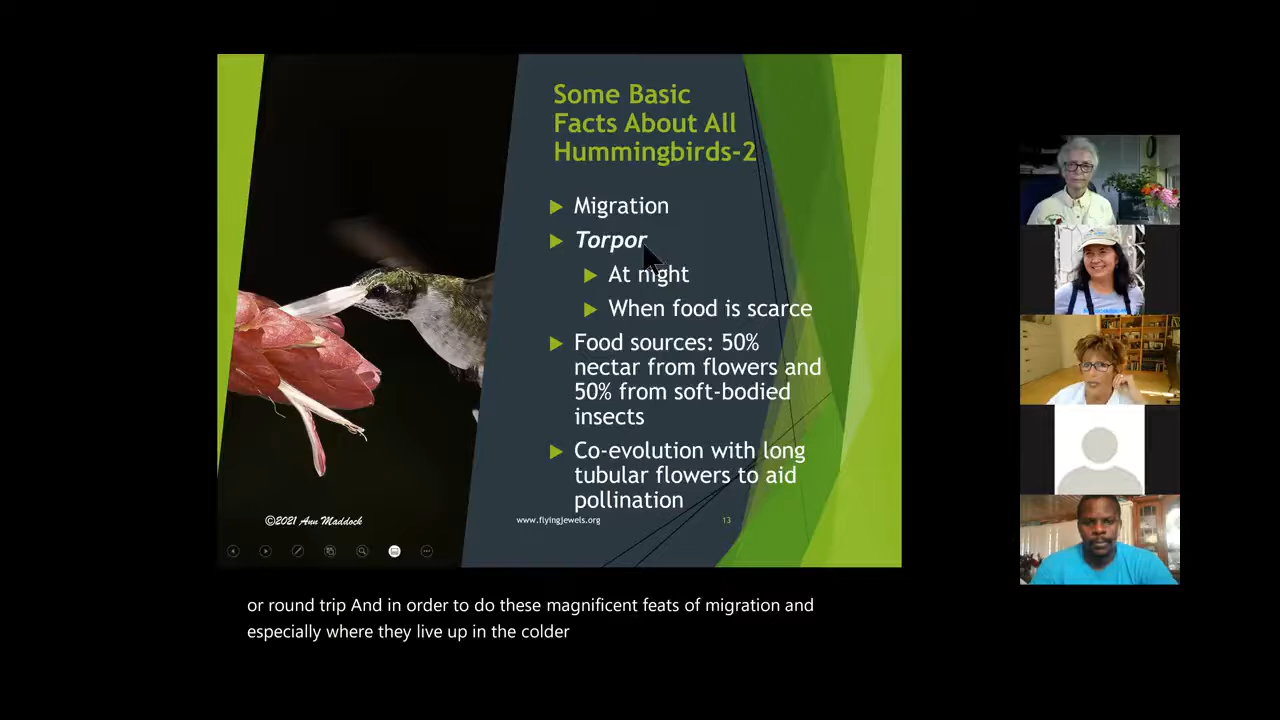 Some Basic
Facts About All
Hummingbirds-2
Migration
Torpor
At night
When food is scarce
Food sources: 50%
nectar from flowers and
50% from soft-bodied
insects
Co-evolution with long
tubular flowers to aid
pollination
©2021 Ann Maddock
www.flyingjewels.org
13
or round trip And in order to do these magnificent feats of migration and
especially where they live up in the colder